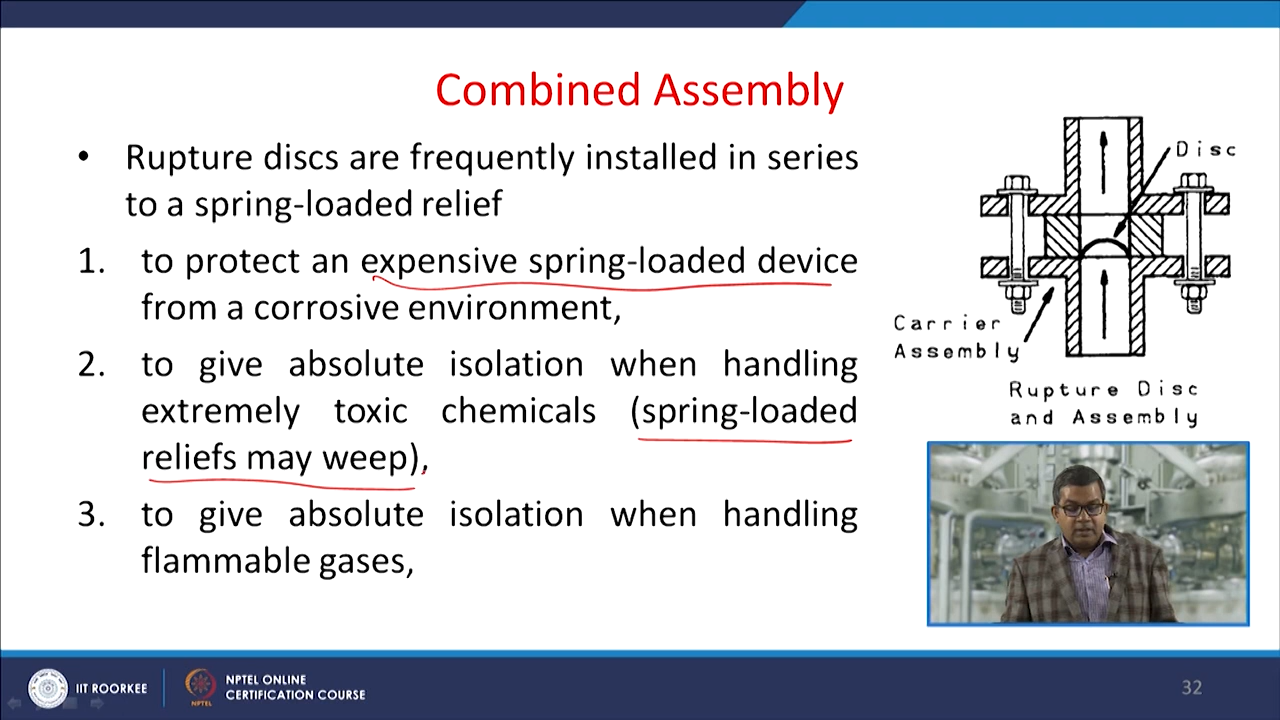 Combined Assembly
• Rupture discs are frequently installed in series
to a spring-loaded relief
1. to protect an expensive spring-loaded device
from a corrosive environment,
2. to give absolute isolation when handling
extremely toxic chemicals (spring-loaded
reliefs may weep),
3. to give absolute isolation when handling
flammable gases,
Disc
Carrier
Assembly
Rupture Disc
and Assembly
IIT ROORKEE
NPTEL
NPTEL ONLINE
CERTIFICATION COURSE
32